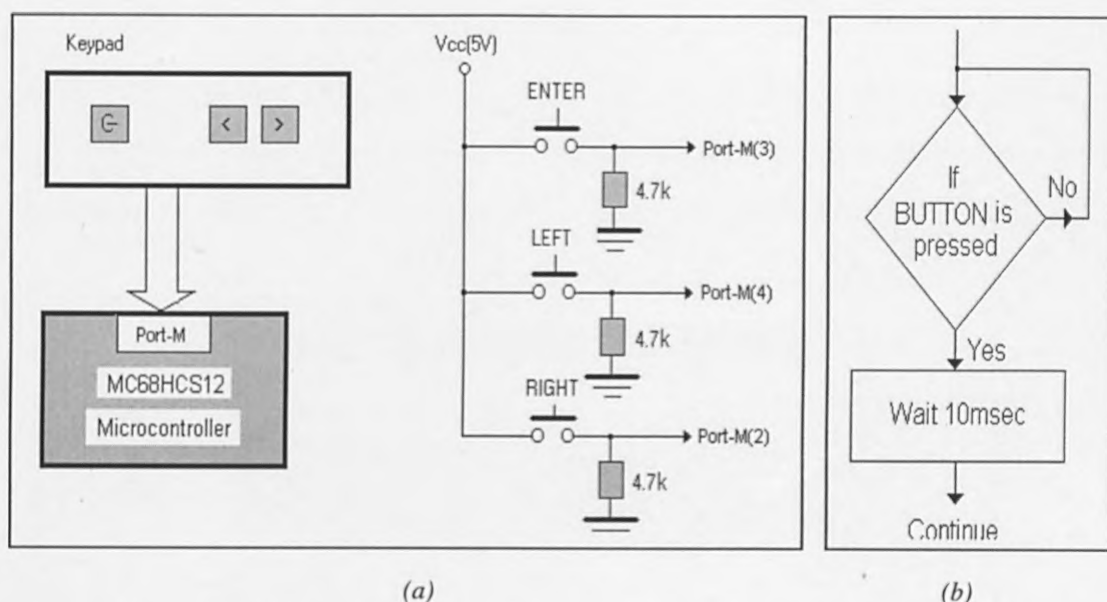 Keypad
<
>
Port-M
MC68HCS12
Microcontroller
Vcc(5V)
ENTER
Port-M(3)
4.7k
LEFT
Port-M(4)
4.7k
RIGHT
Port-M(2)
4.7k
(a)
If
BUTTON is
pressed
No
Yes
Wait 10msec
Continue
(b)